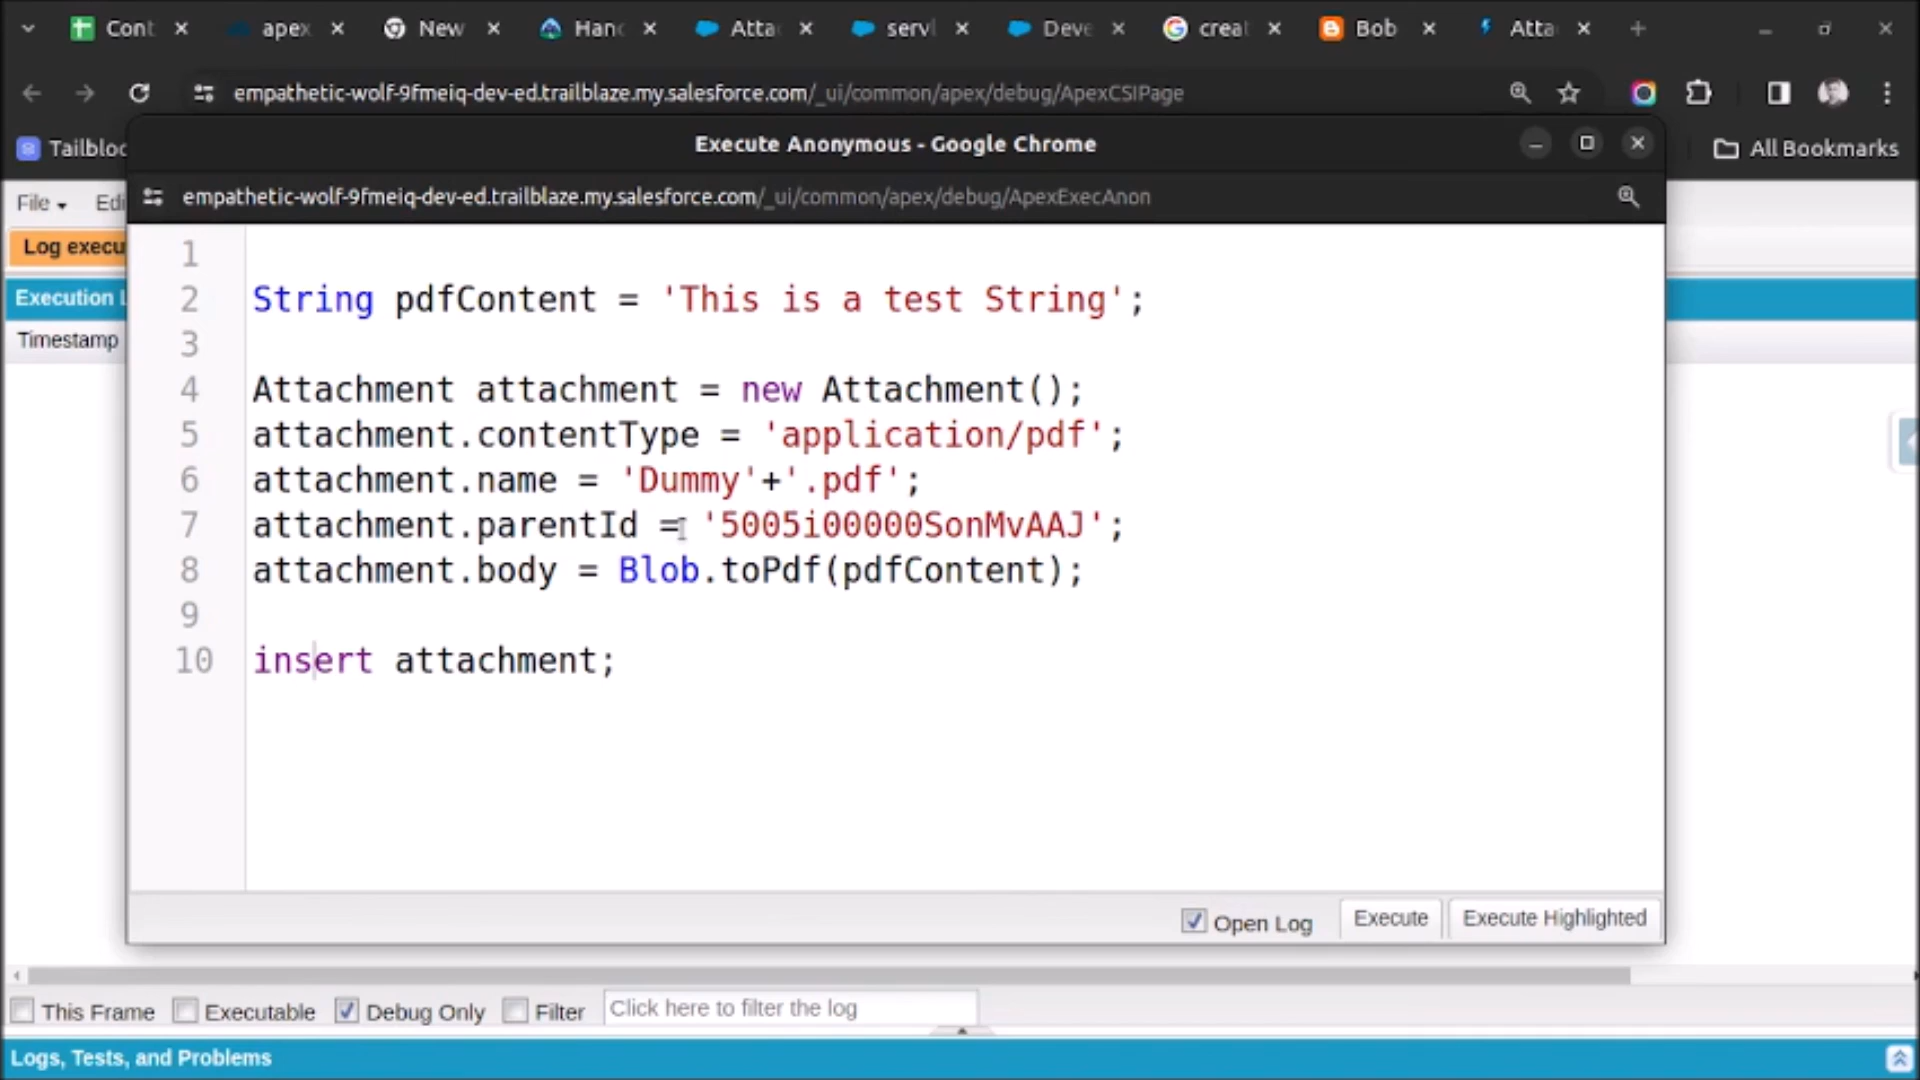 Cont
apex
New
Hand
Atta
servl
Deve
creat
Bob
Atta
empathetic-wolf-9fmeiq-dev-ed.trailblaze.my.salesforce.com/_ui/common/apex/debug/ApexCSIPage
Tailbloc
All Bookmarks
Execute Anonymous - Google Chrome
empathetic-wolf-9fmeiq-dev-ed.trailblaze.my.salesforce.com/_ui/common/apex/debug/ApexExecAnon
File
Edi
Log execu
Execution L
Timestamp
1
2 String pdfContent = 'This is a test String';
3
4 Attachment attachment = new Attachment();
5 attachment.contentType = 'application/pdf';
6 attachment.name = 'Dummy'+'.pdf';
7 attachment.parentId = '5005i00000SonMvAAJ';
8 attachment.body = Blob.toPdf(pdfContent);
9
10 insert attachment;
Open Log
Execute
Execute Highlighted
This Frame
Executable
Debug Only
Filter
Click here to filter the log
Logs, Tests, and Problems